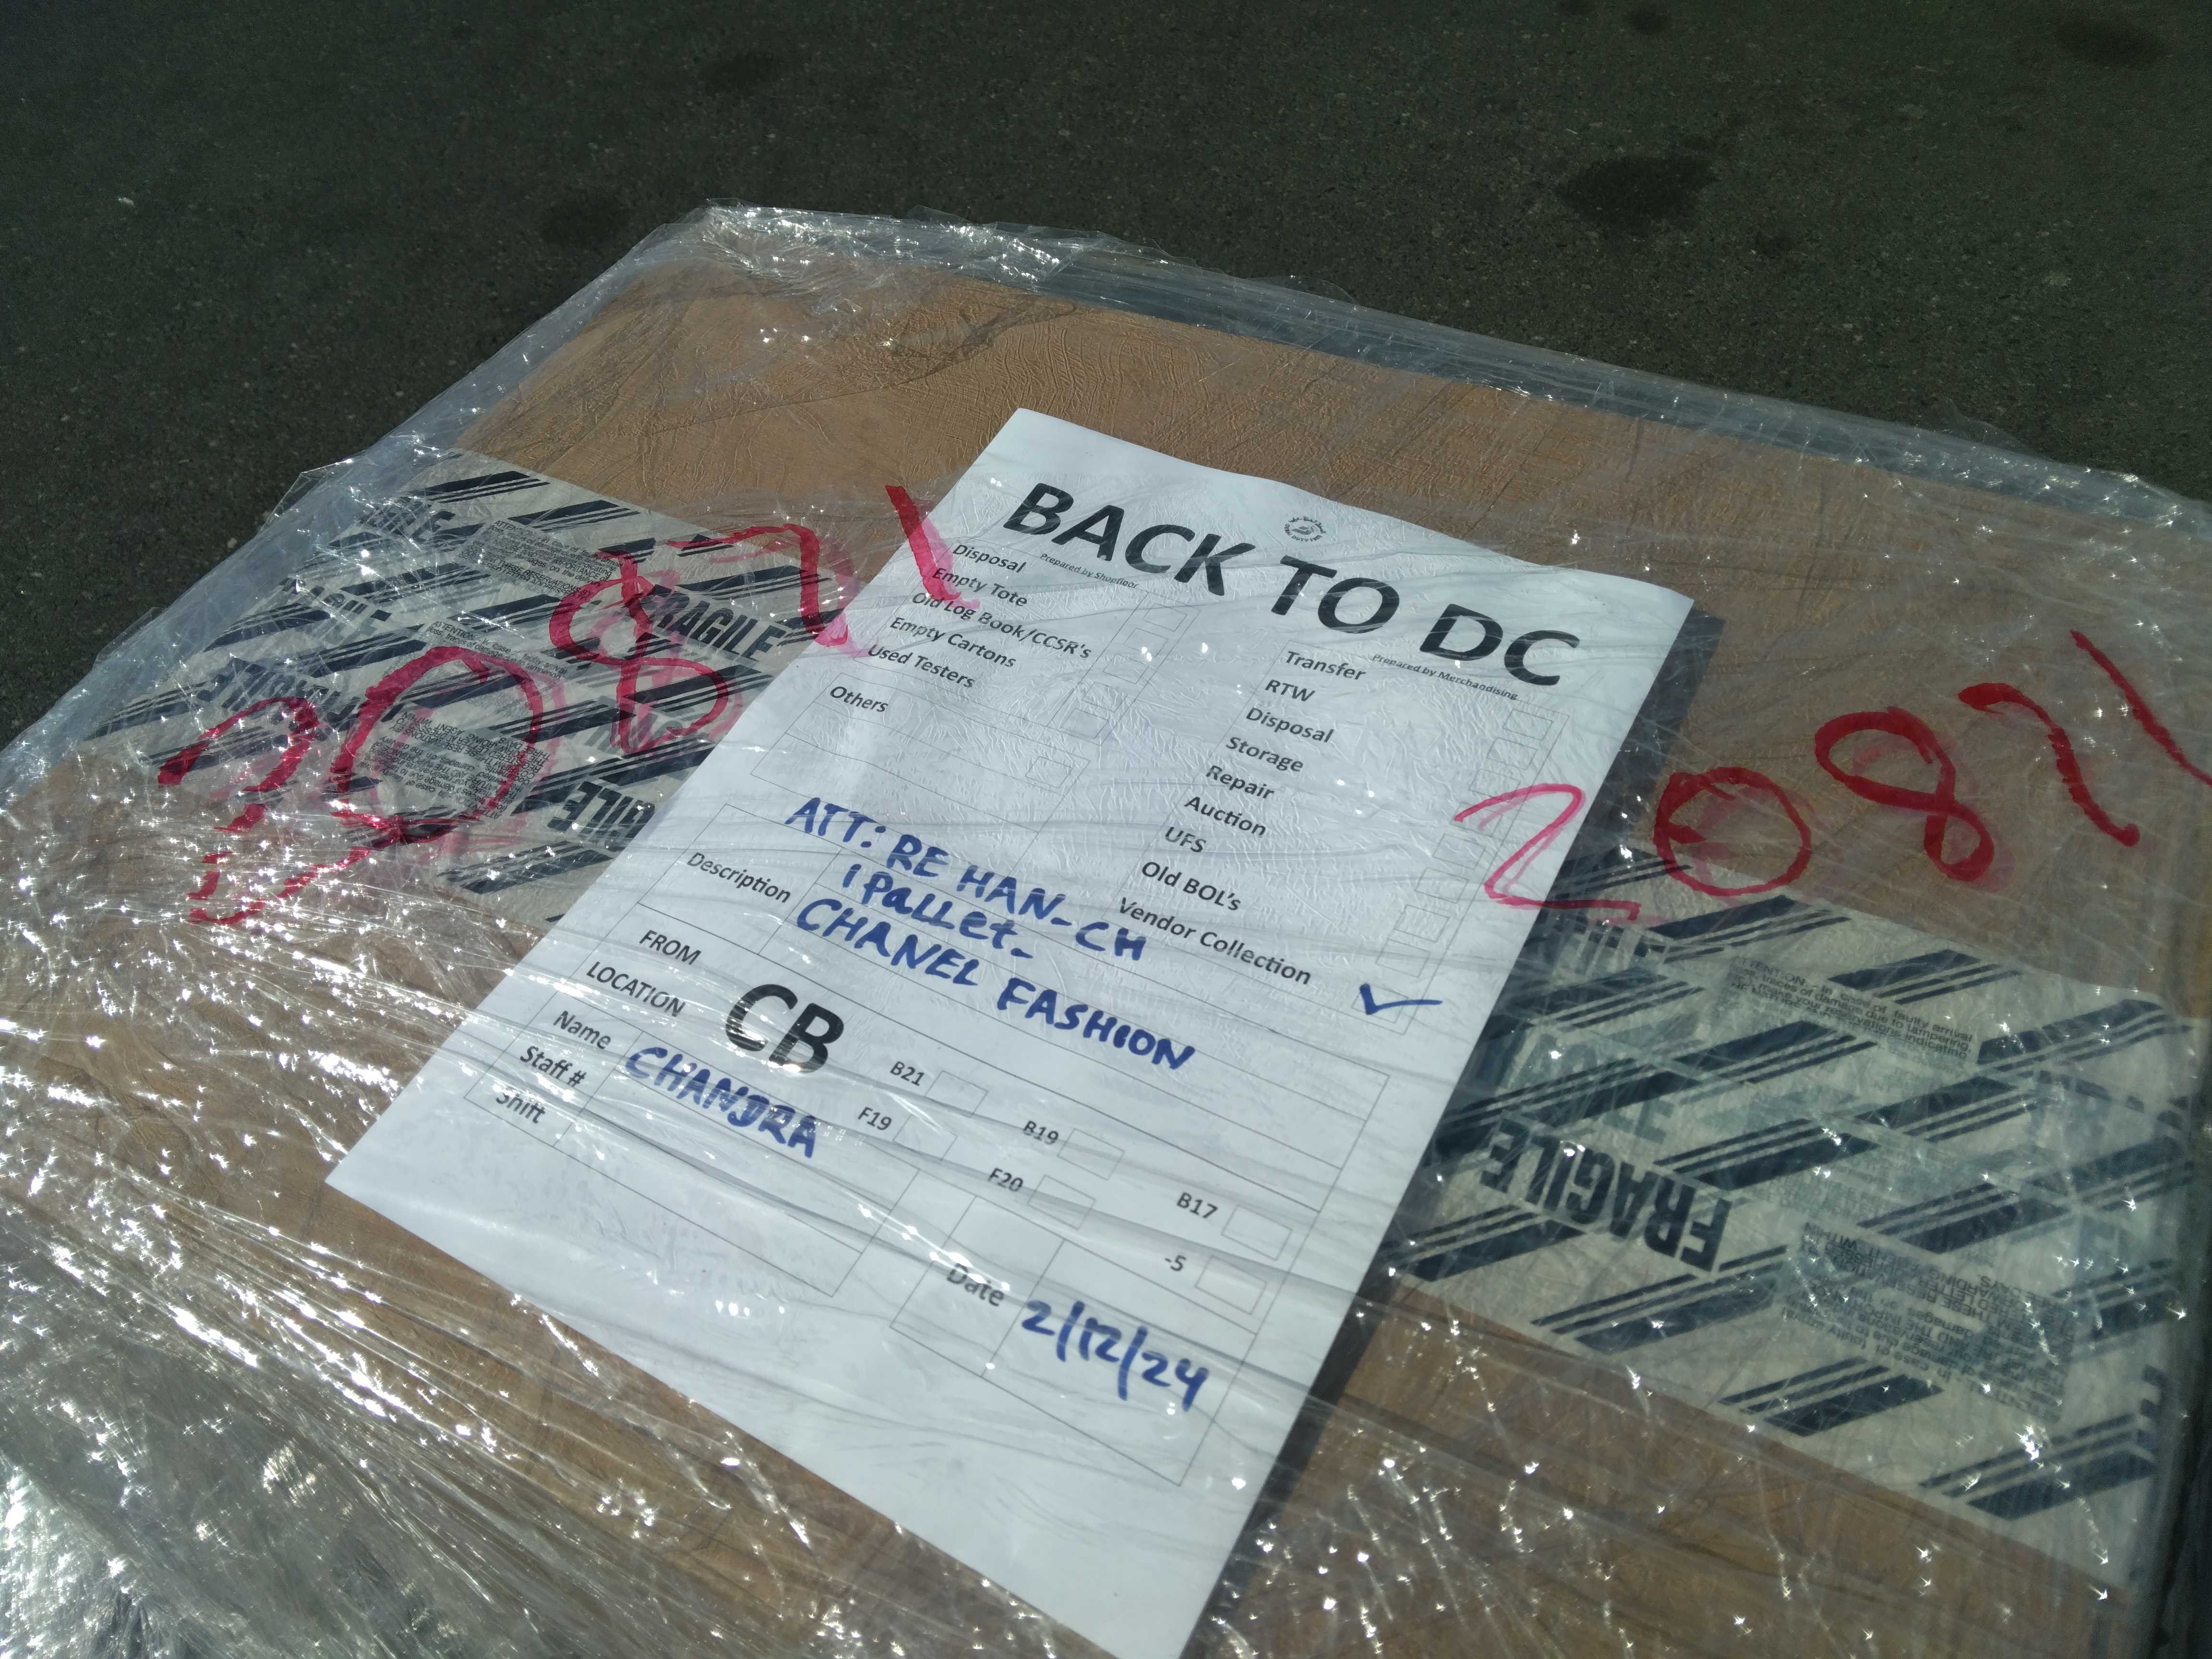 BACK TO DC
Prepared by Shopfloor
Prepared by Merchandising
Disposal
Empty Tote
Old Log Book/CCSR's
Empty Cartons
Used Testers
Others
Transfer
RTW
Disposal
Storage
Repair
Auction
UFS
Old BOL's
Vendor Collection ✓
ATT: RE HAN-CH
1 PALLET-
Description
CHANEL FASHION
FROM
LOCATION
CB
B21
B19
B17
F19
F20
-5
Name
CHANDRA
Staff #
Shift
Date
2/12/24
20871
20871
FRAGILE
FRAGILE